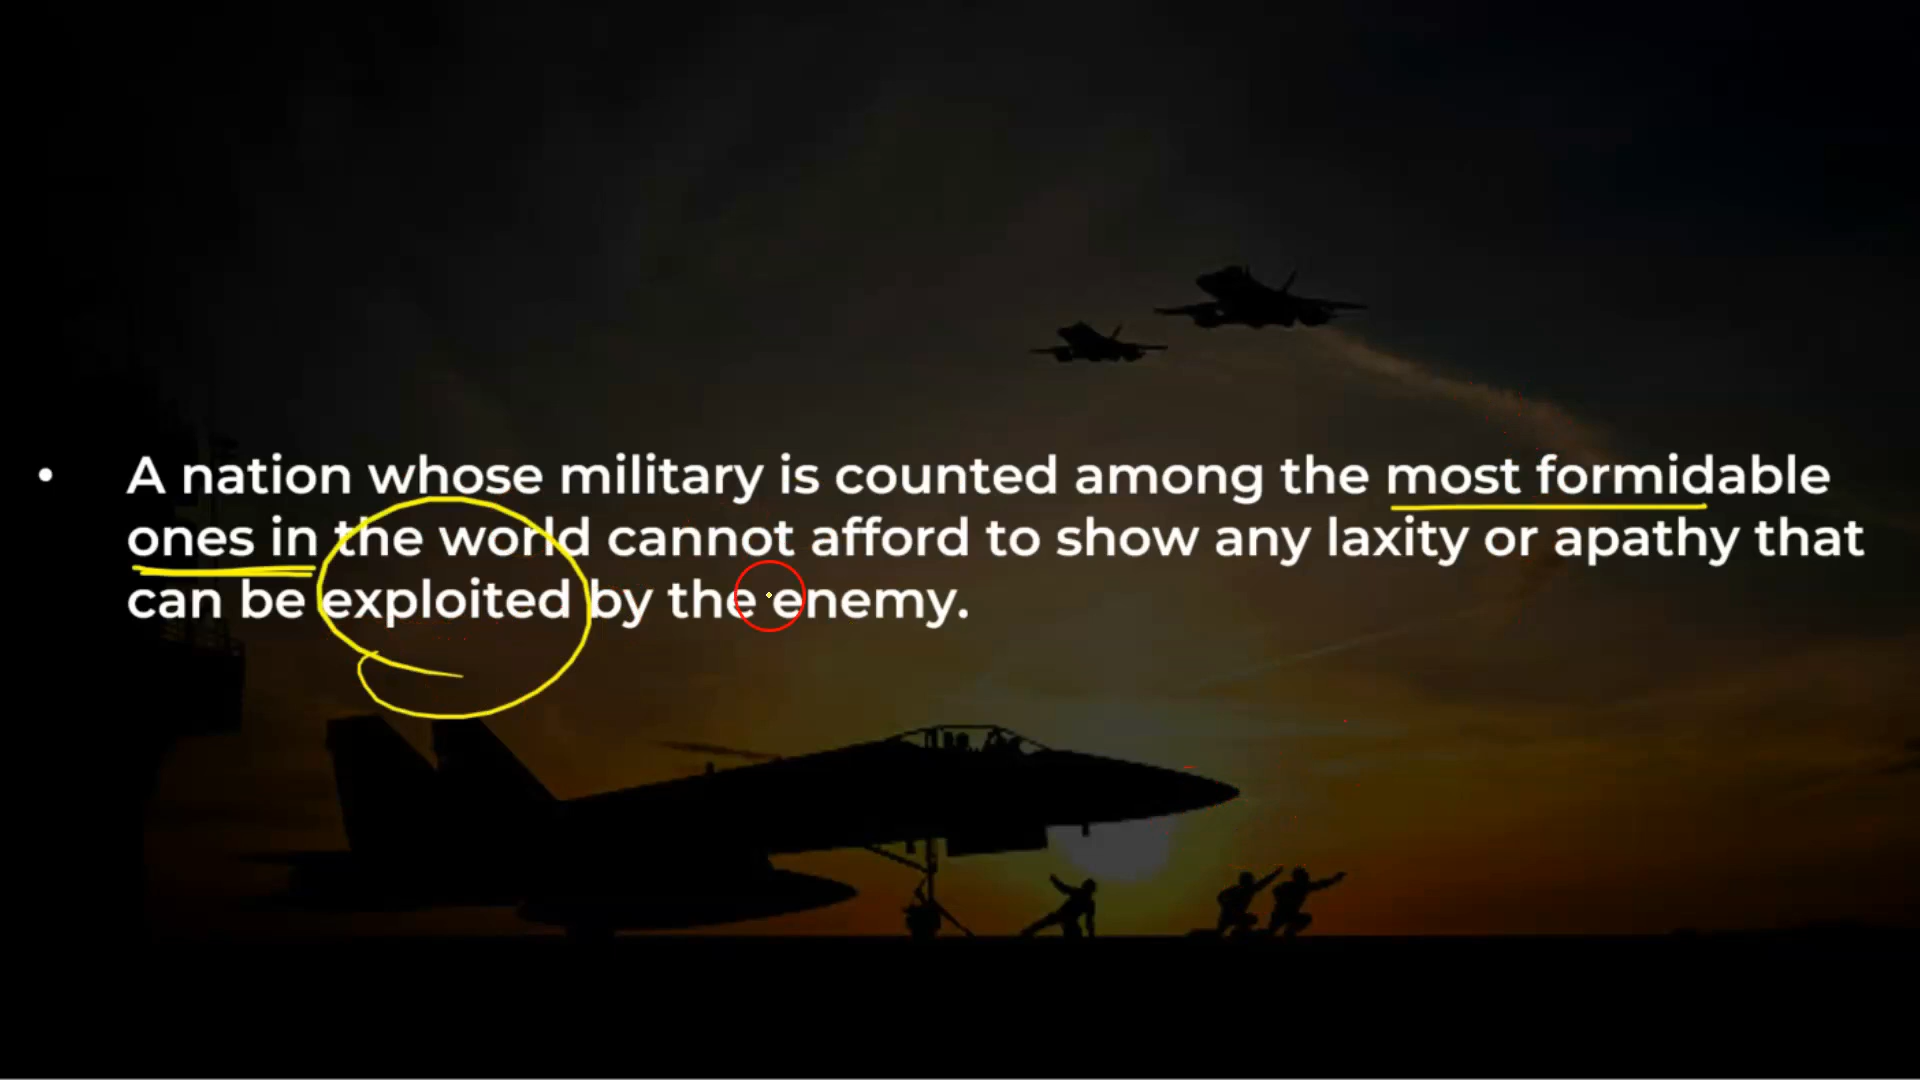 • A nation whose military is counted among the most formidable
ones in the world cannot afford to show any laxity or apathy that
can be exploited by the enemy.